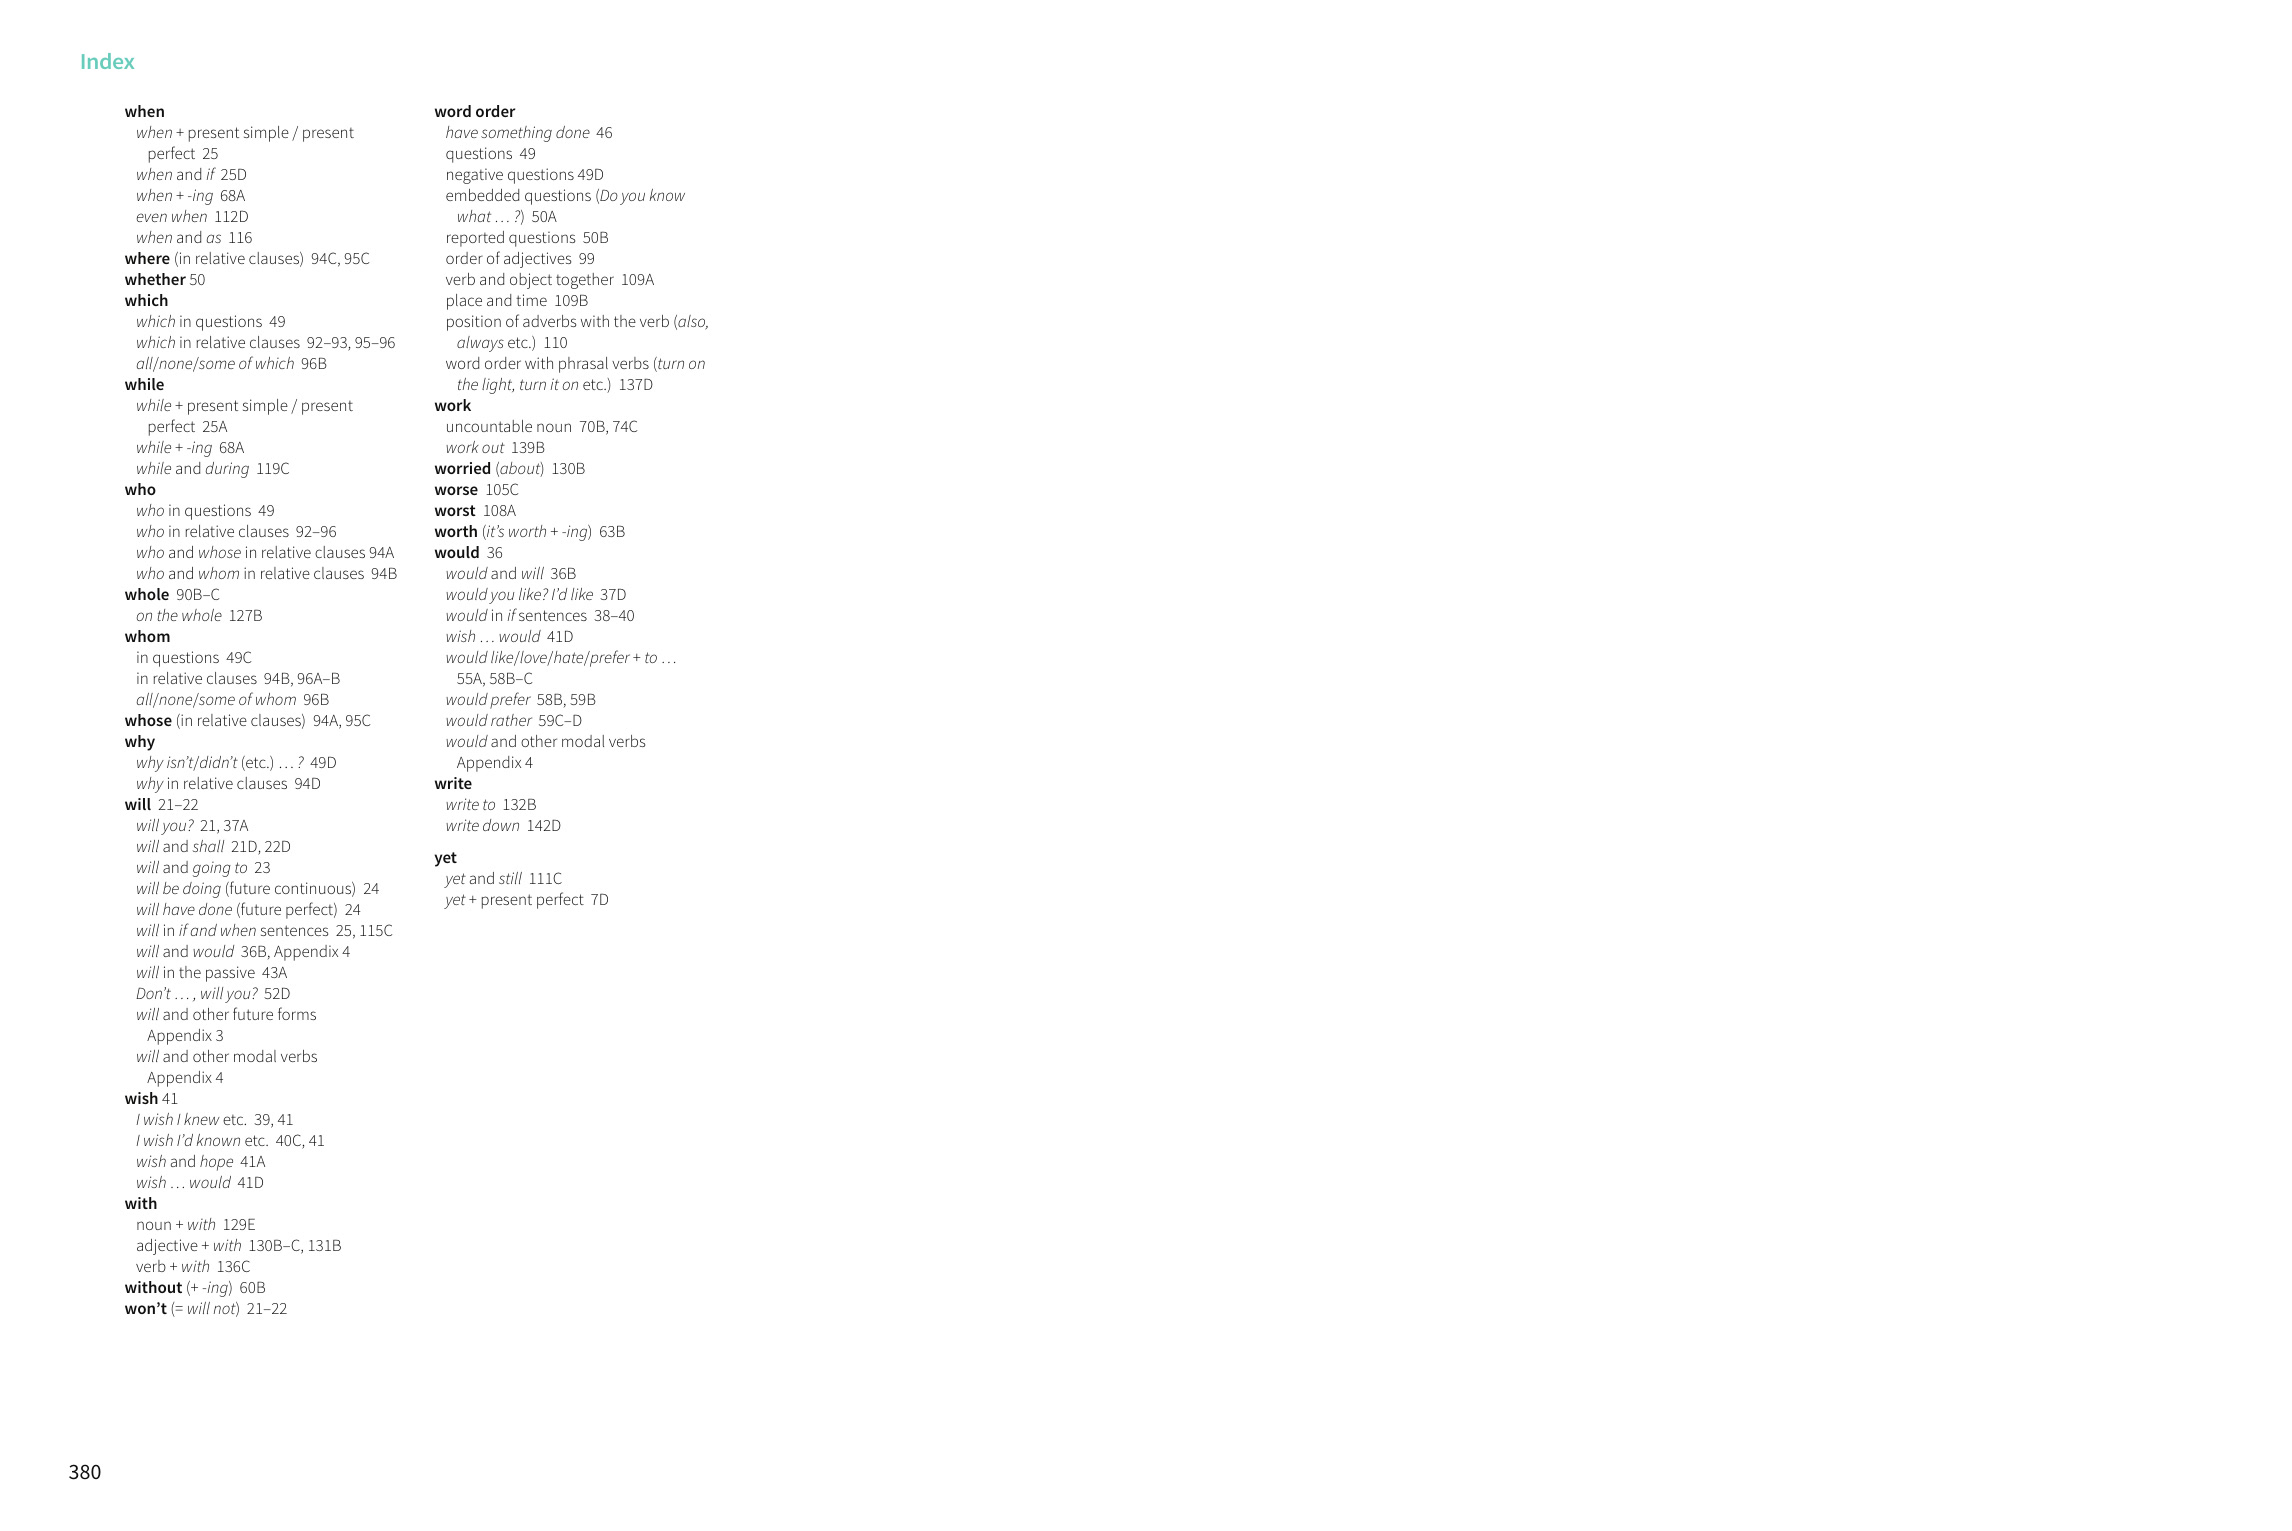 Index
when
when + present simple / present
perfect 25
when and if 25D
when + -ing 68A
even when 112D
when and as 116
where (in relative clauses) 94C, 95C
whether 50
which
which in questions 49
which in relative clauses 92–93, 95–96
all/none/some of which 96B
while
while + present simple / present
perfect 25A
while + -ing 68A
while and during 119C
who
who in questions 49
who in relative clauses 92–96
who and whose in relative clauses 94A
who and whom in relative clauses 94B
whole 90B–C
on the whole 127B
whom
in questions 49C
in relative clauses 94B, 96A–B
all/none/some of whom 96B
whose (in relative clauses) 94A, 95C
why
why isn’t/didn’t (etc.) … ? 49D
why in relative clauses 94D
will 21–22
will you? 21, 37A
will and shall 21D, 22D
will and going to 23
will be doing (future continuous) 24
will have done (future perfect) 24
will in if and when sentences 25, 115C
will and would 36B, Appendix 4
will in the passive 43A
Don’t … , will you? 52D
will and other future forms
Appendix 3
will and other modal verbs
Appendix 4
wish 41
I wish I knew etc. 39, 41
I wish I’d known etc. 40C, 41
wish and hope 41A
wish … would 41D
with
noun + with 129E
adjective + with 130B–C, 131B
verb + with 136C
without (+ -ing) 60B
won’t (= will not) 21–22
word order
have something done 46
questions 49
negative questions 49D
embedded questions (Do you know
what … ?) 50A
reported questions 50B
order of adjectives 99
verb and object together 109A
place and time 109B
position of adverbs with the verb (also,
always etc.) 110
word order with phrasal verbs (turn on
the light, turn it on etc.) 137D
work
uncountable noun 70B, 74C
work out 139B
worried (about) 130B
worse 105C
worst 108A
worth (it’s worth + -ing) 63B
would 36
would and will 36B
would you like? I’d like 37D
would in if sentences 38–40
wish … would 41D
would like/love/hate/prefer + to …
55A, 58B–C
would prefer 58B, 59B
would rather 59C–D
would and other modal verbs
Appendix 4
write
write to 132B
write down 142D
yet
yet and still 111C
yet + present perfect 7D
380